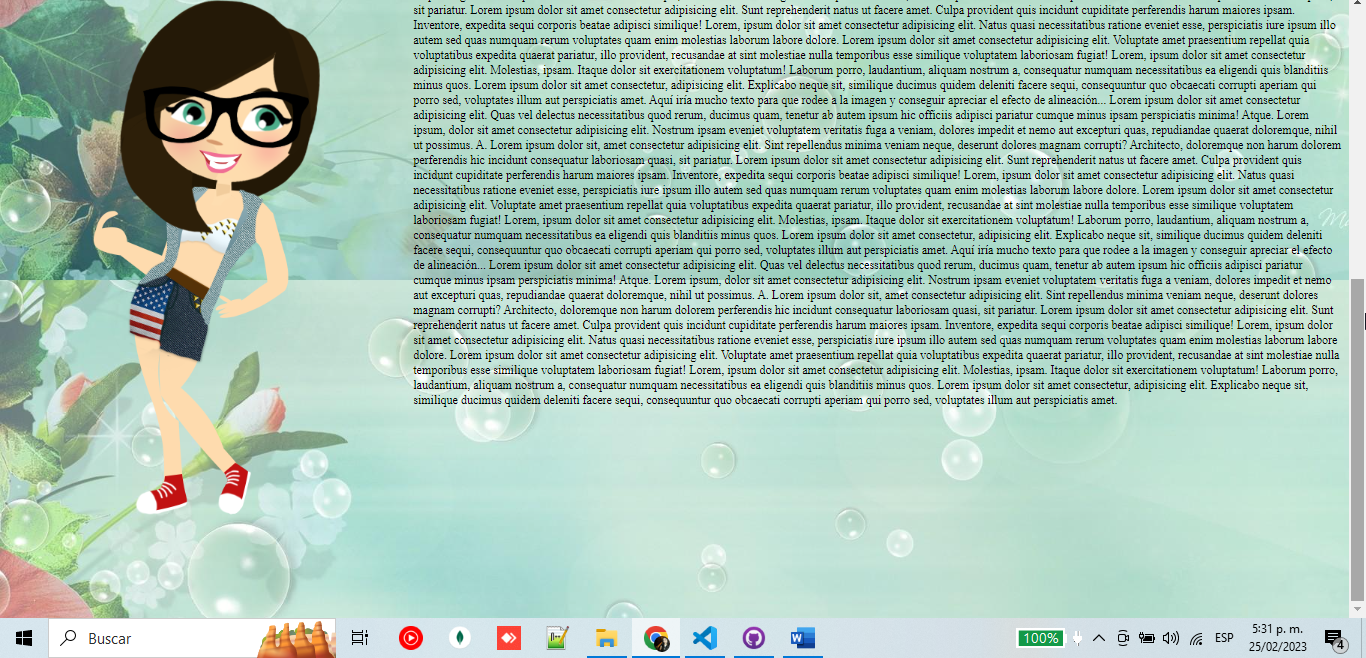 sit pariatur. Lorem ipsum dolor sit amet consectetur adipisicing elit. Sunt reprehenderit natus ut facere amet. Culpa provident quis incidunt cupiditate perferendis harum maiores ipsam.
Inventore, expedita sequi corporis beatae adipisci similique! Lorem, ipsum dolor sit amet consectetur adipisicing elit. Natus quasi necessitatibus ratione eveniet esse, perspiciatis iure ipsum illo
autem sed quas numquam rerum voluptates quam enim molestias laborum labore dolore. Lorem ipsum dolor sit amet consectetur adipisicing elit. Voluptate amet praesentium repellat quia
voluptatibus expedita quaerat pariatur, illo provident, recusandae at sint molestiae nulla temporibus esse similique voluptatem laboriosam fugiat! Lorem, ipsum dolor sit amet consectetur
adipisicing elit. Molestias, ipsam. Itaque dolor sit exercitationem voluptatum! Laborum porro, laudantium, aliquam nostrum a, consequatur numquam necessitatibus ea eligendi quis blanditiis
minus quos. Lorem ipsum dolor sit amet consectetur, adipisicing elit. Explicabo neque sit, similique ducimus quidem deleniti facere sequi, consequuntur quo obcaecati corrupti aperiam qui
porro sed, voluptates illum aut perspiciatis amet. Aquí iría mucho texto para que rodee a la imagen y conseguir apreciar el efecto de alineación... Lorem ipsum dolor sit amet consectetur
adipisicing elit. Quas vel delectus necessitatibus quod rerum, ducimus quam, tenetur ab autem ipsum hic officiis adipisci pariatur cumque minus ipsam perspiciatis minima! Atque. Lorem
ipsum, dolor sit amet consectetur adipisicing elit. Nostrum ipsam eveniet voluptatem veritatis fuga a veniam, dolores impedit et nemo aut excepturi quas, repudiandae quaerat doloremque, nihil
ut possimus. A. Lorem ipsum dolor sit, amet consectetur adipisicing elit. Sint repellendus minima veniam neque, deserunt dolores magnam corrupti? Architecto, doloremque non harum dolorem
perferendis hic incidunt consequatur laboriosam quasi, sit pariatur. Lorem ipsum dolor sit amet consectetur adipisicing elit. Sunt reprehenderit natus ut facere amet. Culpa provident quis
incidunt cupiditate perferendis harum maiores ipsam. Inventore, expedita sequi corporis beatae adipisci similique! Lorem, ipsum dolor sit amet consectetur adipisicing elit. Natus quasi
necessitatibus ratione eveniet esse, perspiciatis iure ipsum illo autem sed quas numquam rerum voluptates quam enim molestias laborum labore dolore. Lorem ipsum dolor sit amet consectetur
adipisicing elit. Voluptate amet praesentium repellat quia voluptatibus expedita quaerat pariatur, illo provident, recusandae at sint molestiae nulla temporibus esse similique voluptatem
laboriosam fugiat! Lorem, ipsum dolor sit amet consectetur adipisicing elit. Molestias, ipsam. Itaque dolor sit exercitationem voluptatum! Laborum porro, laudantium, aliquam nostrum a,
consequatur numquam necessitatibus ea eligendi quis blanditiis minus quos. Lorem ipsum dolor sit amet consectetur, adipisicing elit. Explicabo neque sit, similique ducimus quidem deleniti
facere sequi, consequuntur quo obcaecati corrupti aperiam qui porro sed, voluptates illum aut perspiciatis amet. Aquí iría mucho texto para que rodee a la imagen y conseguir apreciar el efecto
de alineación... Lorem ipsum dolor sit amet consectetur adipisicing elit. Quas vel delectus necessitatibus quod rerum, ducimus quam, tenetur ab autem ipsum hic officiis adipisci pariatur
cumque minus ipsam perspiciatis minima! Atque. Lorem ipsum, dolor sit amet consectetur adipisicing elit. Nostrum ipsam eveniet voluptatem veritatis fuga a veniam, dolores impedit et nemo
aut excepturi quas, repudiandae quaerat doloremque, nihil ut possimus. A. Lorem ipsum dolor sit, amet consectetur adipisicing elit. Sint repellendus minima veniam neque, deserunt dolores
magnam corrupti? Architecto, doloremque non harum dolorem perferendis hic incidunt consequatur laboriosam quasi, sit pariatur. Lorem ipsum dolor sit amet consectetur adipisicing elit. Sunt
reprehenderit natus ut facere amet. Culpa provident quis incidunt cupiditate perferendis harum maiores ipsam. Inventore, expedita sequi corporis beatae adipisci similique! Lorem, ipsum dolor
sit amet consectetur adipisicing elit. Natus quasi necessitatibus ratione eveniet esse, perspiciatis iure ipsum illo autem sed quas numquam rerum voluptates quam enim molestias laborum labore
dolore. Lorem ipsum dolor sit amet consectetur adipisicing elit. Voluptate amet praesentium repellat quia voluptatibus expedita quaerat pariatur, illo provident, recusandae at sint molestiae nulla
temporibus esse similique voluptatem laboriosam fugiat! Lorem, ipsum dolor sit amet consectetur adipisicing elit. Molestias, ipsam. Itaque dolor sit exercitationem voluptatum! Laborum porro,
laudantium, aliquam nostrum a, consequatur numquam necessitatibus ea eligendi quis blanditiis minus quos. Lorem ipsum dolor sit amet consectetur, adipisicing elit. Explicabo neque sit,
similique ducimus quidem deleniti facere sequi, consequuntur quo obcaecati corrupti aperiam qui porro sed, voluptates illum aut perspiciatis amet.
Buscar
100%
ESP
5:31 p. m.
25/02/2023
4